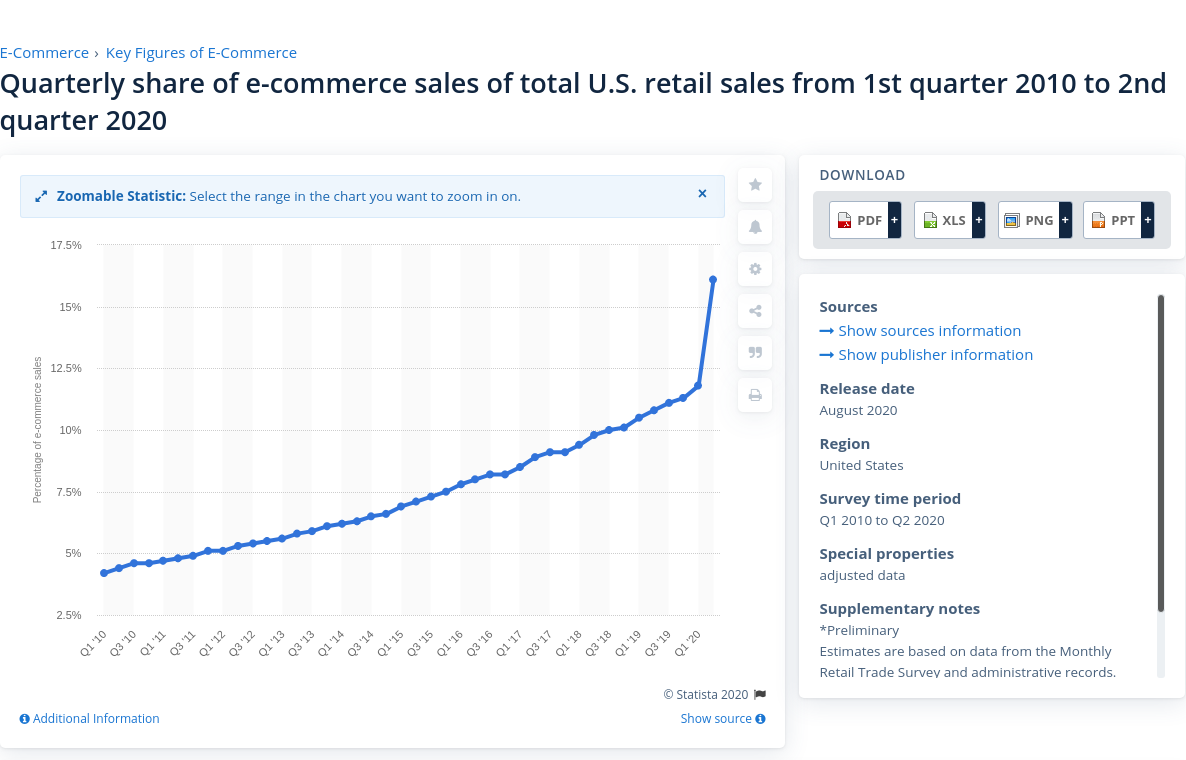 E-Commerce › Key Figures of E-Commerce
Quarterly share of e-commerce sales of total U.S. retail sales from 1st quarter 2010 to 2nd
quarter 2020
Zoomable Statistic: Select the range in the chart you want to zoom in on.
×
17.5%
15%
12.5%
10%
7.5%
5%
2.5%
Percentage of e-commerce sales
Q1 '10
Q3 '10
Q1 '11
Q3 '11
Q1 '12
Q3 '12
Q1 '13
Q3 '13
Q1 '14
Q3 '14
Q1 '15
Q3 '15
Q1 '16
Q3 '16
Q1 '17
Q3 '17
Q1 '18
Q3 '18
Q1 '19
Q3 '19
Q1 '20
© Statista 2020
Additional Information
Show source
DOWNLOAD
PDF + XLS + PNG + PPT +
Sources
Show sources information
Show publisher information
Release date
August 2020
Region
United States
Survey time period
Q1 2010 to Q2 2020
Special properties
adjusted data
Supplementary notes
*Preliminary
Estimates are based on data from the Monthly
Retail Trade Survey and administrative records.